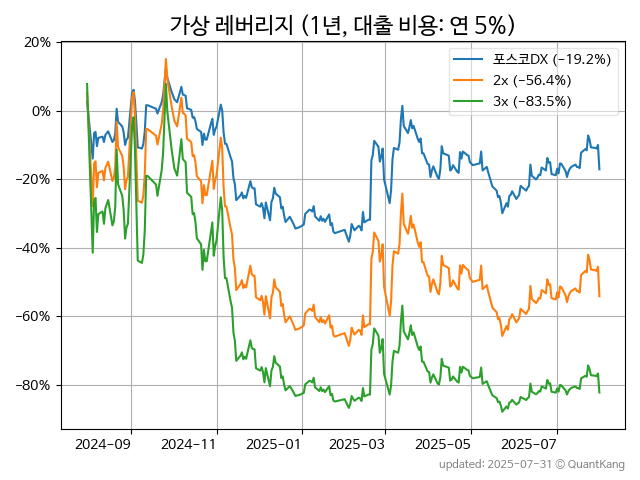 가상 레버리지 (1년, 대출 비용: 연 5%)
포스코DX (−19.2%)
2x (−56.4%)
3x (−83.5%)
20%
0%
−20%
−40%
−60%
−80%
2024-09 2024-11 2025-01 2025-03 2025-05 2025-07
updated: 2025-07-31 © QuantKang